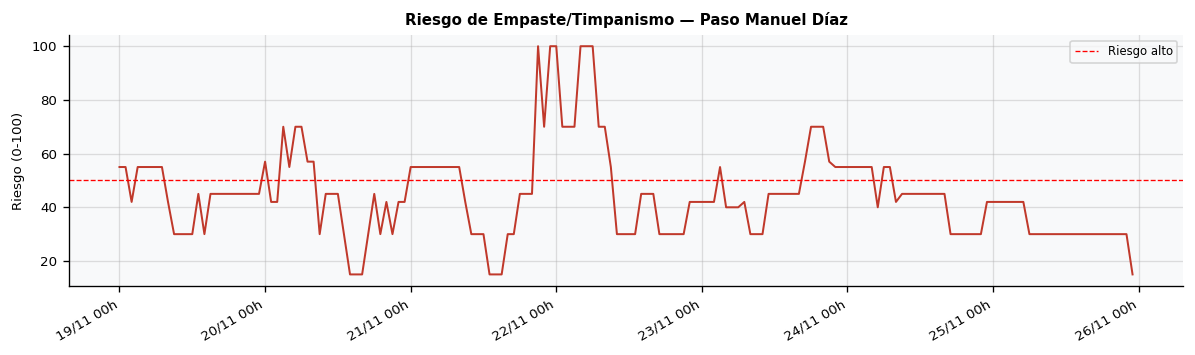 Riesgo de Empaste/Timpanismo — Paso Manuel Díaz
Riesgo alto
Riesgo (0-100)
100
80
60
40
20
19/11 00h
20/11 00h
21/11 00h
22/11 00h
23/11 00h
24/11 00h
25/11 00h
26/11 00h